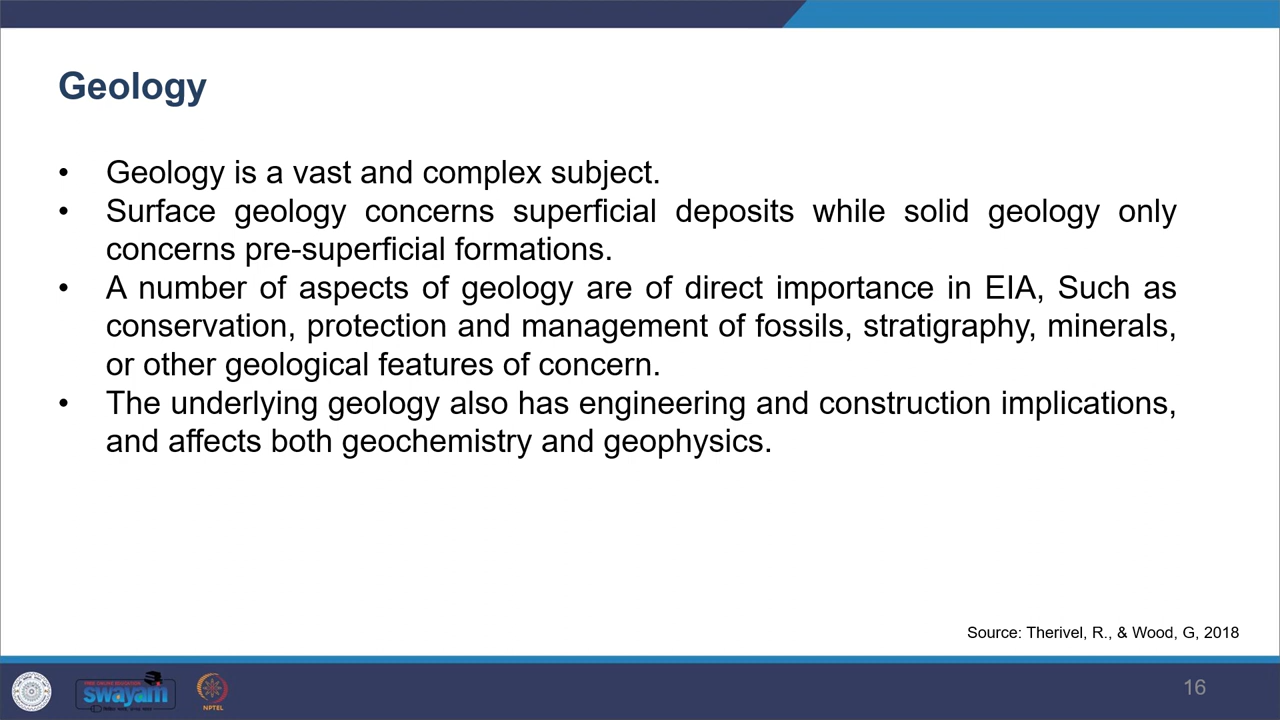 Geology
• Geology is a vast and complex subject.
• Surface geology concerns superficial deposits while solid geology only
concerns pre-superficial formations.
• A number of aspects of geology are of direct importance in EIA, Such as
conservation, protection and management of fossils, stratigraphy, minerals,
or other geological features of concern.
• The underlying geology also has engineering and construction implications,
and affects both geochemistry and geophysics.
Source: Therivel, R., & Wood, G, 2018
swayam
NPTEL
16